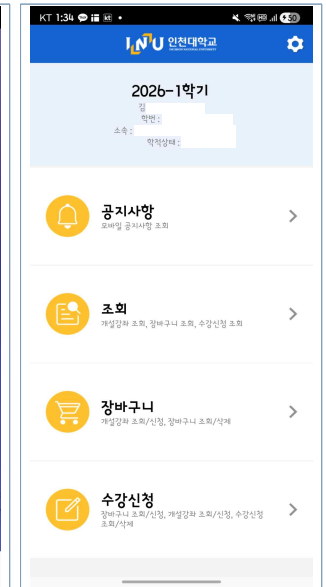 KT 1:34
50
INU 인천대학교
2026-1학기
김
학번 :
소속 :
학적상태 :
공지사항
모바일 공지사항 조회
조회
개설강좌 조회, 장바구니 조회, 수강신청 조회
장바구니
개설강좌 조회/신청, 장바구니 조회/삭제
수강신청
장바구니 조회/신청, 개설강좌 조회/신청, 수강신청
조회/삭제